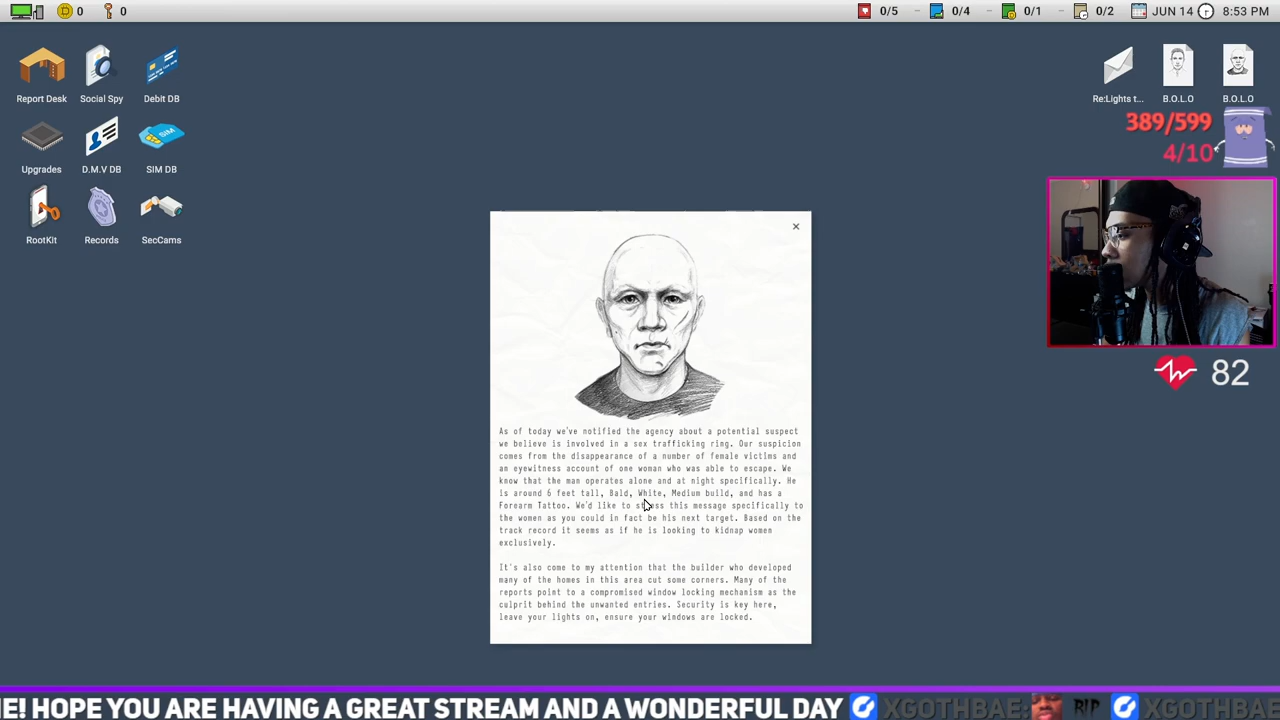 0 0 0/5 0/4 0/1 0/2 JUN 14 8:53 PM
Report Desk Social Spy Debit DB
Upgrades D.M.V DB SIM DB
RootKit Records SecCams
Re:Lights t... B.O.L.O B.O.L.O
389/599
4/10
82
As of today we've notified the agency about a potential suspect
we believe is involved in a sex trafficking ring. Our suspicion
comes from the disappearance of a number of female victims and
an eyewitness account of one woman who was able to escape. We
know that the man operates alone and at night specifically. He
is around 6 feet tall, Bald, White, Medium build, and has a
Forearm Tattoo. We'd like to stress this message specifically to
the women as you could in fact be his next target. Based on the
track record it seems as if he is looking to kidnap women
exclusively.
It's also come to my attention that the builder who developed
many of the homes in this area cut some corners. Many of the
reports point to a compromised window locking mechanism as the
culprit behind the unwanted entries. Security is key here,
leave your lights on, ensure your windows are locked.
E! HOPE YOU ARE HAVING A GREAT STREAM AND A WONDERFUL DAY XGOTHBAE RIP XGOTHBAE